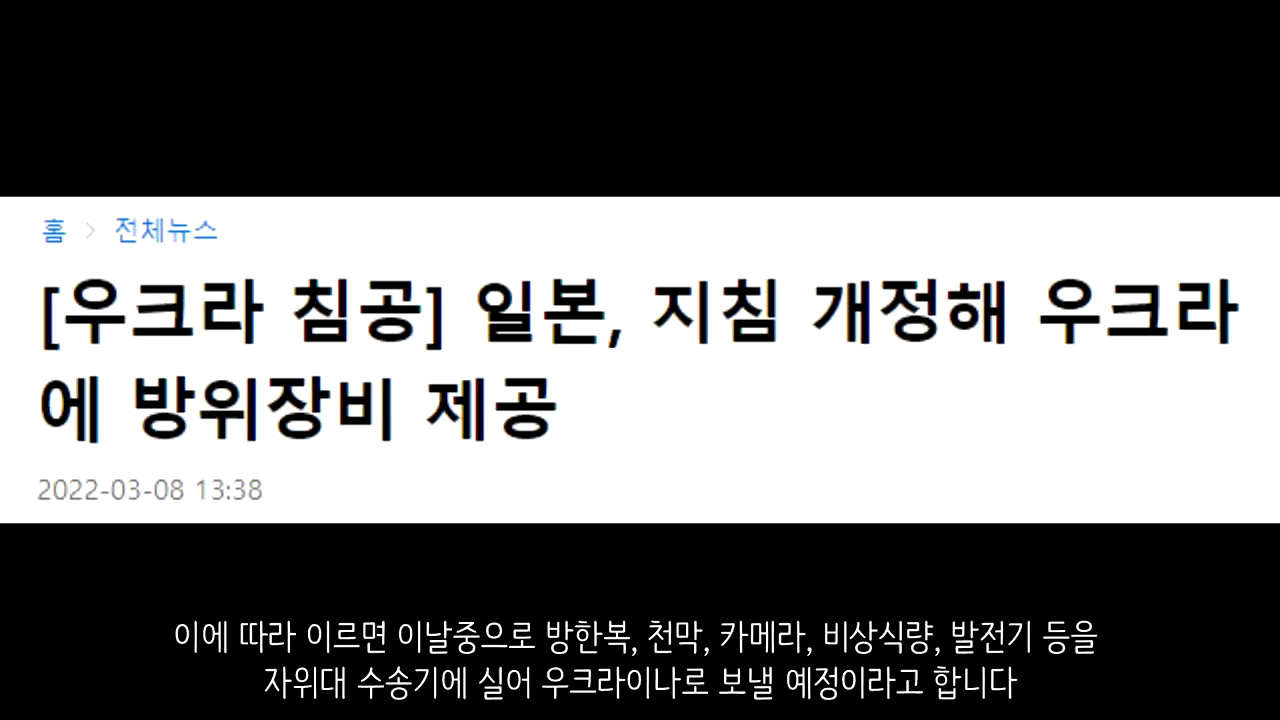 홈 > 전체뉴스
[우크라 침공] 일본, 지침 개정해 우크라
에 방위장비 제공
2022-03-08 13:38
이에 따라 이르면 이날중으로 방한복, 천막, 카메라, 비상식량, 발전기 등을
자위대 수송기에 실어 우크라이나로 보낼 예정이라고 합니다